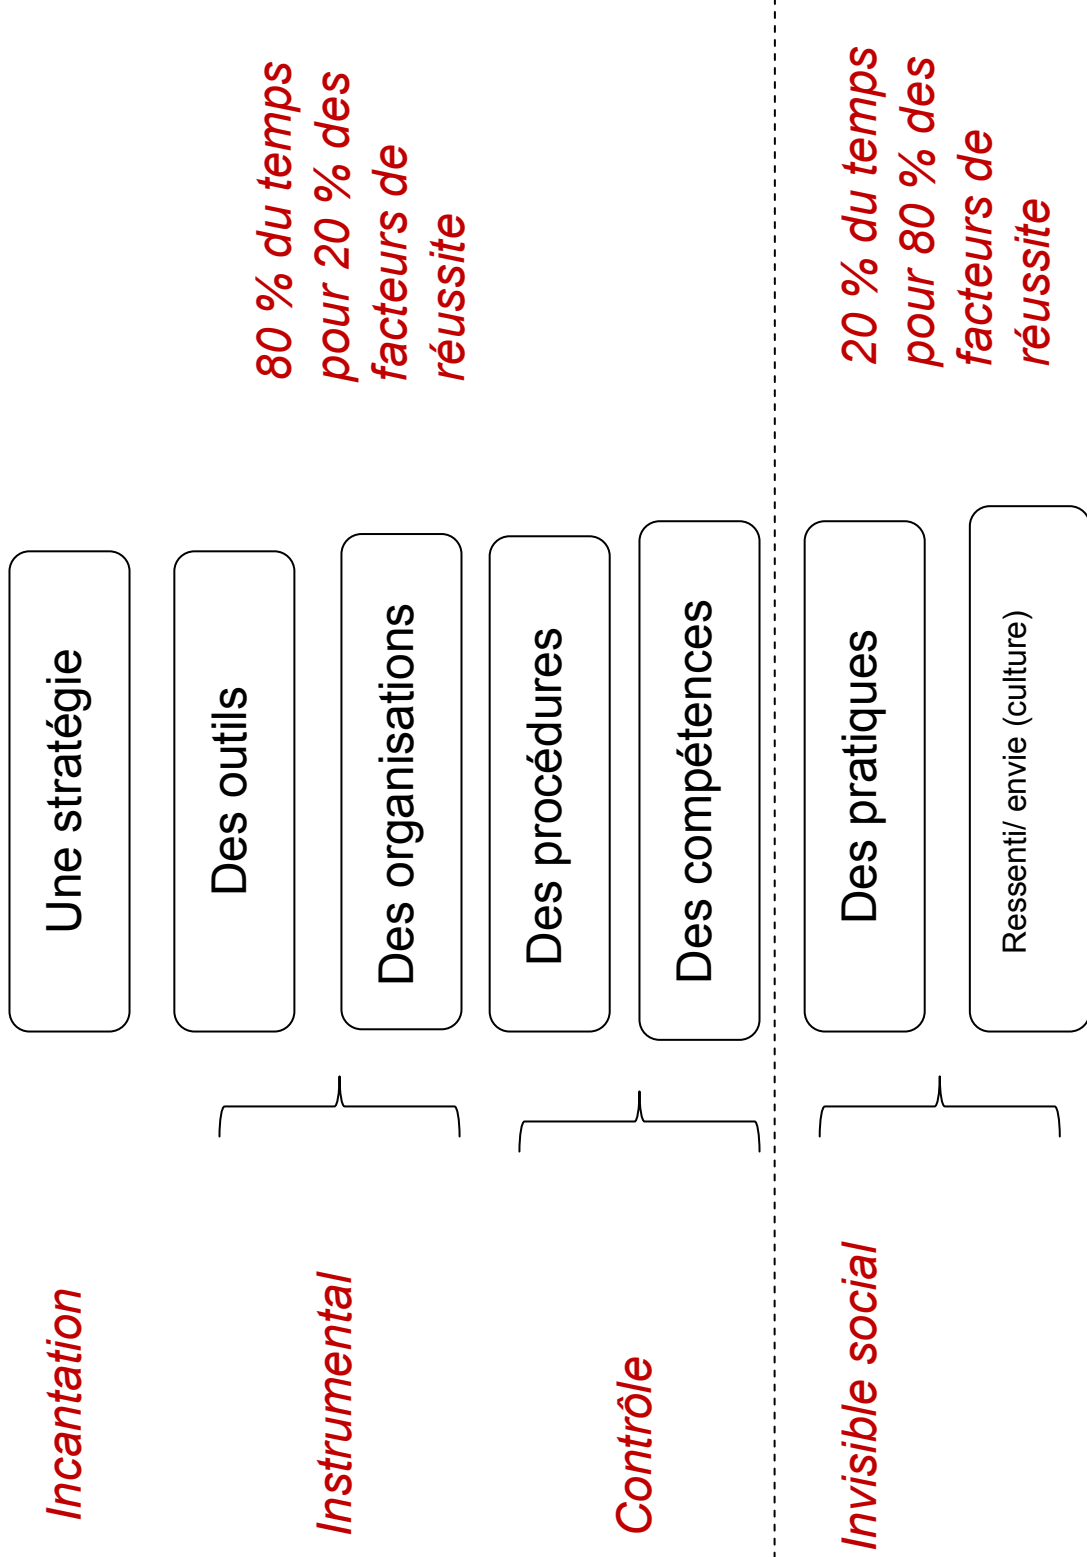 Incantation
Une stratégie
Instrumental
Des outils
Des organisations
80 % du temps
pour 20 % des
facteurs de
réussite
Contrôle
Des procédures
Des compétences
Invisible social
Des pratiques
Ressenti/ envie (culture)
20 % du temps
pour 80 % des
facteurs de
réussite